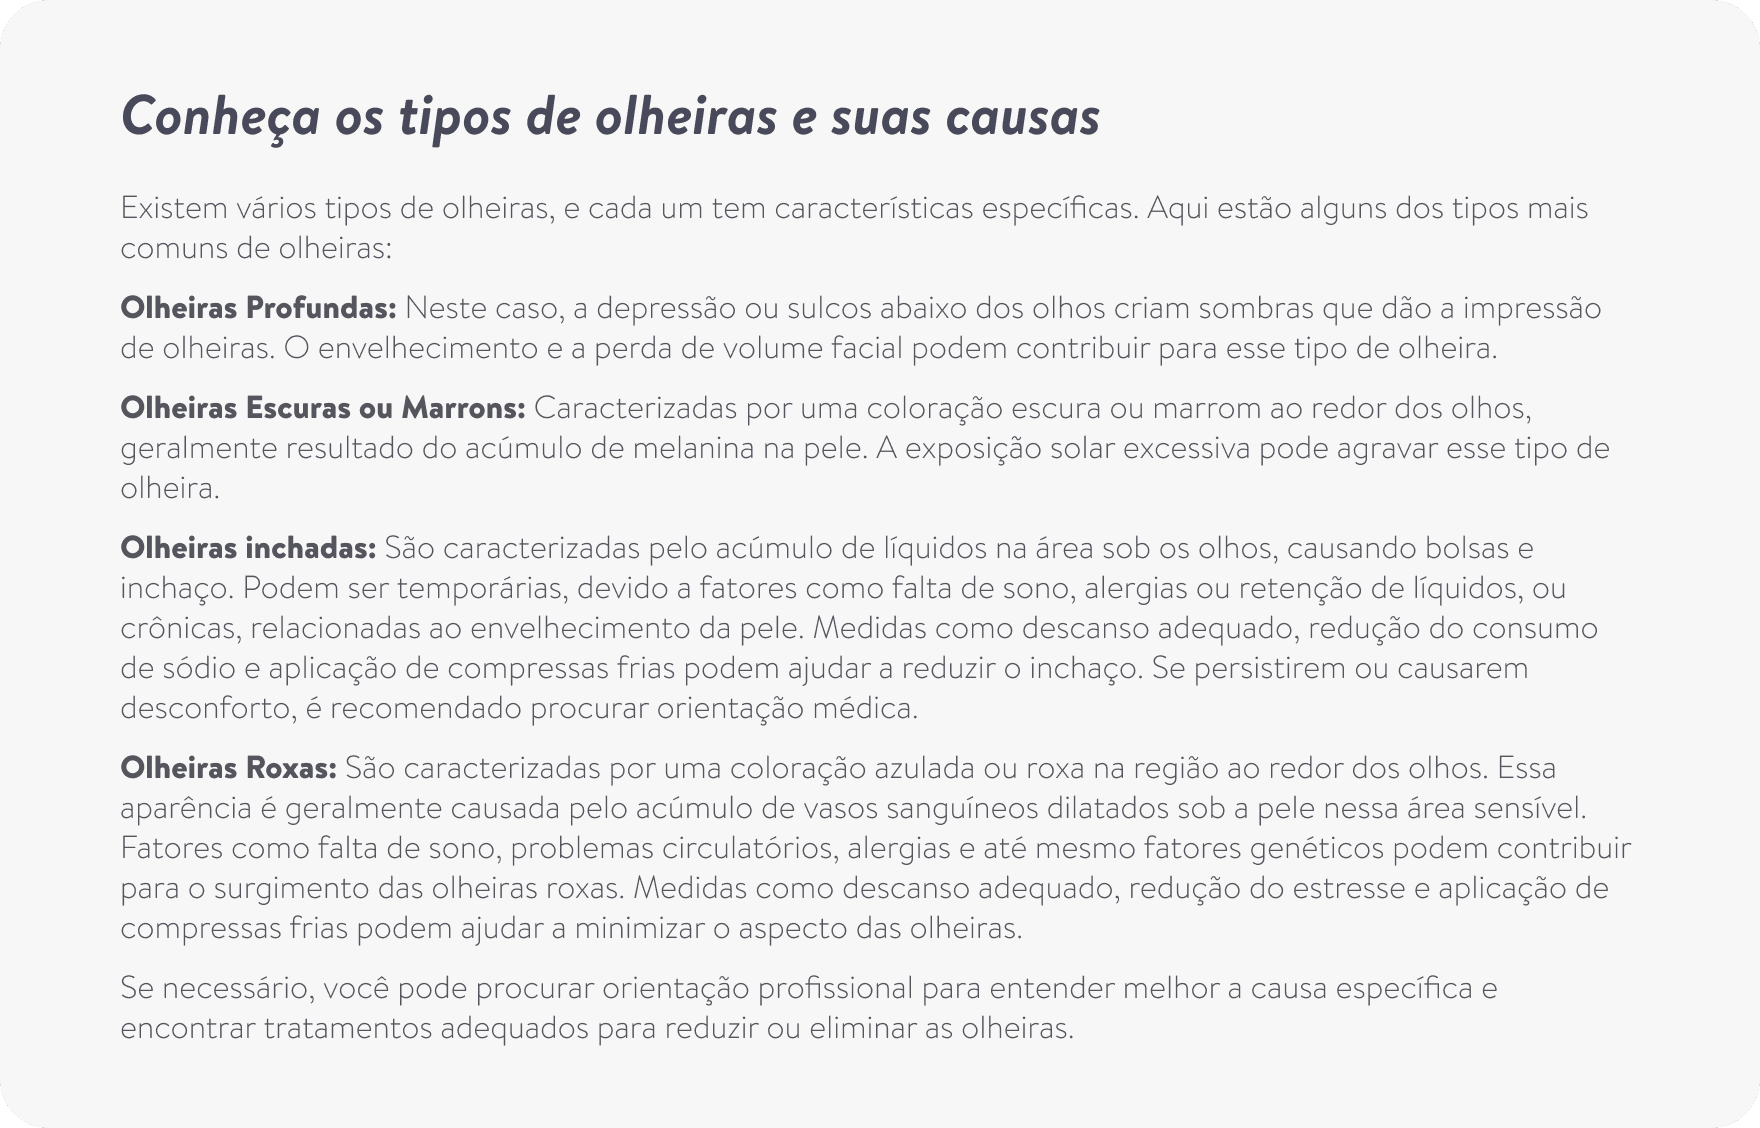 Conheça os tipos de olheiras e suas causas
Existem vários tipos de olheiras, e cada um tem características específicas. Aqui estão alguns dos tipos mais
comuns de olheiras:
Olheiras Profundas: Neste caso, a depressão ou sulcos abaixo dos olhos criam sombras que dão a impressão
de olheiras. O envelhecimento e a perda de volume facial podem contribuir para esse tipo de olheira.
Olheiras Escuras ou Marrons: Caracterizadas por uma coloração escura ou marrom ao redor dos olhos,
geralmente resultado do acúmulo de melanina na pele. A exposição solar excessiva pode agravar esse tipo de
olheira.
Olheiras inchadas: São caracterizadas pelo acúmulo de líquidos na área sob os olhos, causando bolsas e
inchaço. Podem ser temporárias, devido a fatores como falta de sono, alergias ou retenção de líquidos, ou
crônicas, relacionadas ao envelhecimento da pele. Medidas como descanso adequado, redução do consumo
de sódio e aplicação de compressas frias podem ajudar a reduzir o inchaço. Se persistirem ou causarem
desconforto, é recomendado procurar orientação médica.
Olheiras Roxas: São caracterizadas por uma coloração azulada ou roxa na região ao redor dos olhos. Essa
aparência é geralmente causada pelo acúmulo de vasos sanguíneos dilatados sob a pele nessa área sensível.
Fatores como falta de sono, problemas circulatórios, alergias e até mesmo fatores genéticos podem contribuir
para o surgimento das olheiras roxas. Medidas como descanso adequado, redução do estresse e aplicação de
compressas frias podem ajudar a minimizar o aspecto das olheiras.
Se necessário, você pode procurar orientação profissional para entender melhor a causa específica e
encontrar tratamentos adequados para reduzir ou eliminar as olheiras.